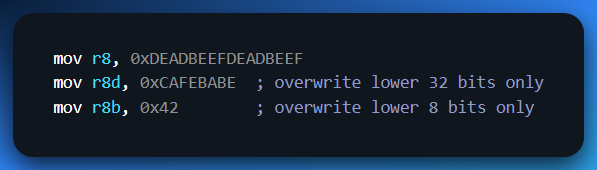 mov r8, 0xDEADBEEFDEADBEEF
mov r8d, 0xCAFEBABE  ; overwrite lower 32 bits only
mov r8b, 0x42        ; overwrite lower 8 bits only